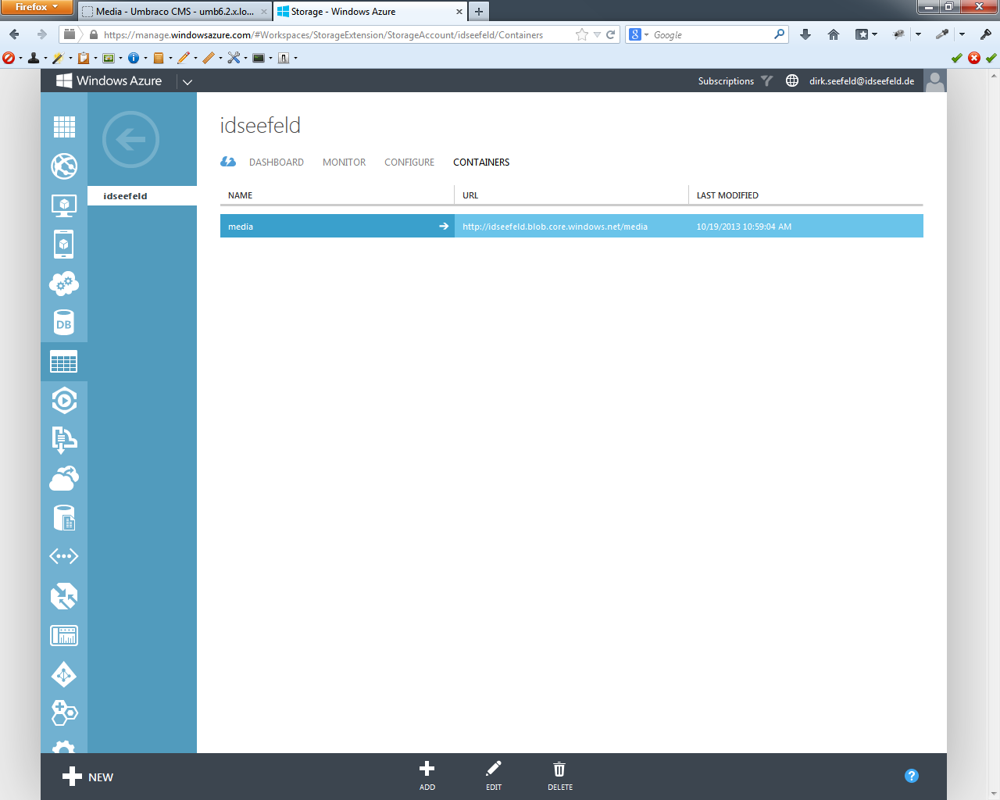 Firefox
Media - Umbraco CMS - umb6.2.x.lo...
Storage - Windows Azure
https://manage.windowsazure.com/#Workspaces/StorageExtension/StorageAccount/idseefeld/Containers
Google
Windows Azure
Subscriptions
dirk.seefeld@idseefeld.de
idseefeld
idseefeld
DASHBOARD MONITOR CONFIGURE CONTAINERS
NAME URL LAST MODIFIED
media http://idseefeld.blob.core.windows.net/media 10/19/2013 10:59:04 AM
DB
NEW
ADD
EDIT
DELETE
?